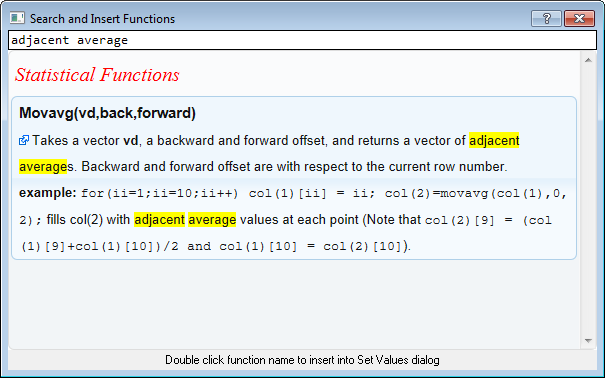 Search and Insert Functions
adjacent average
Statistical Functions
Movavg(vd,back,forward)
Takes a vector vd, a backward and forward offset, and returns a vector of adjacent
averages. Backward and forward offset are with respect to the current row number.
example: for(ii=1;ii=10;ii++) col(1)[ii] = ii; col(2)=movavg(col(1),0,
2); fills col(2) with adjacent average values at each point (Note that col(2)[9] = (col
(1)[9]+col(1)[10])/2 and col(1)[10] = col(2)[10]).
Double click function name to insert into Set Values dialog